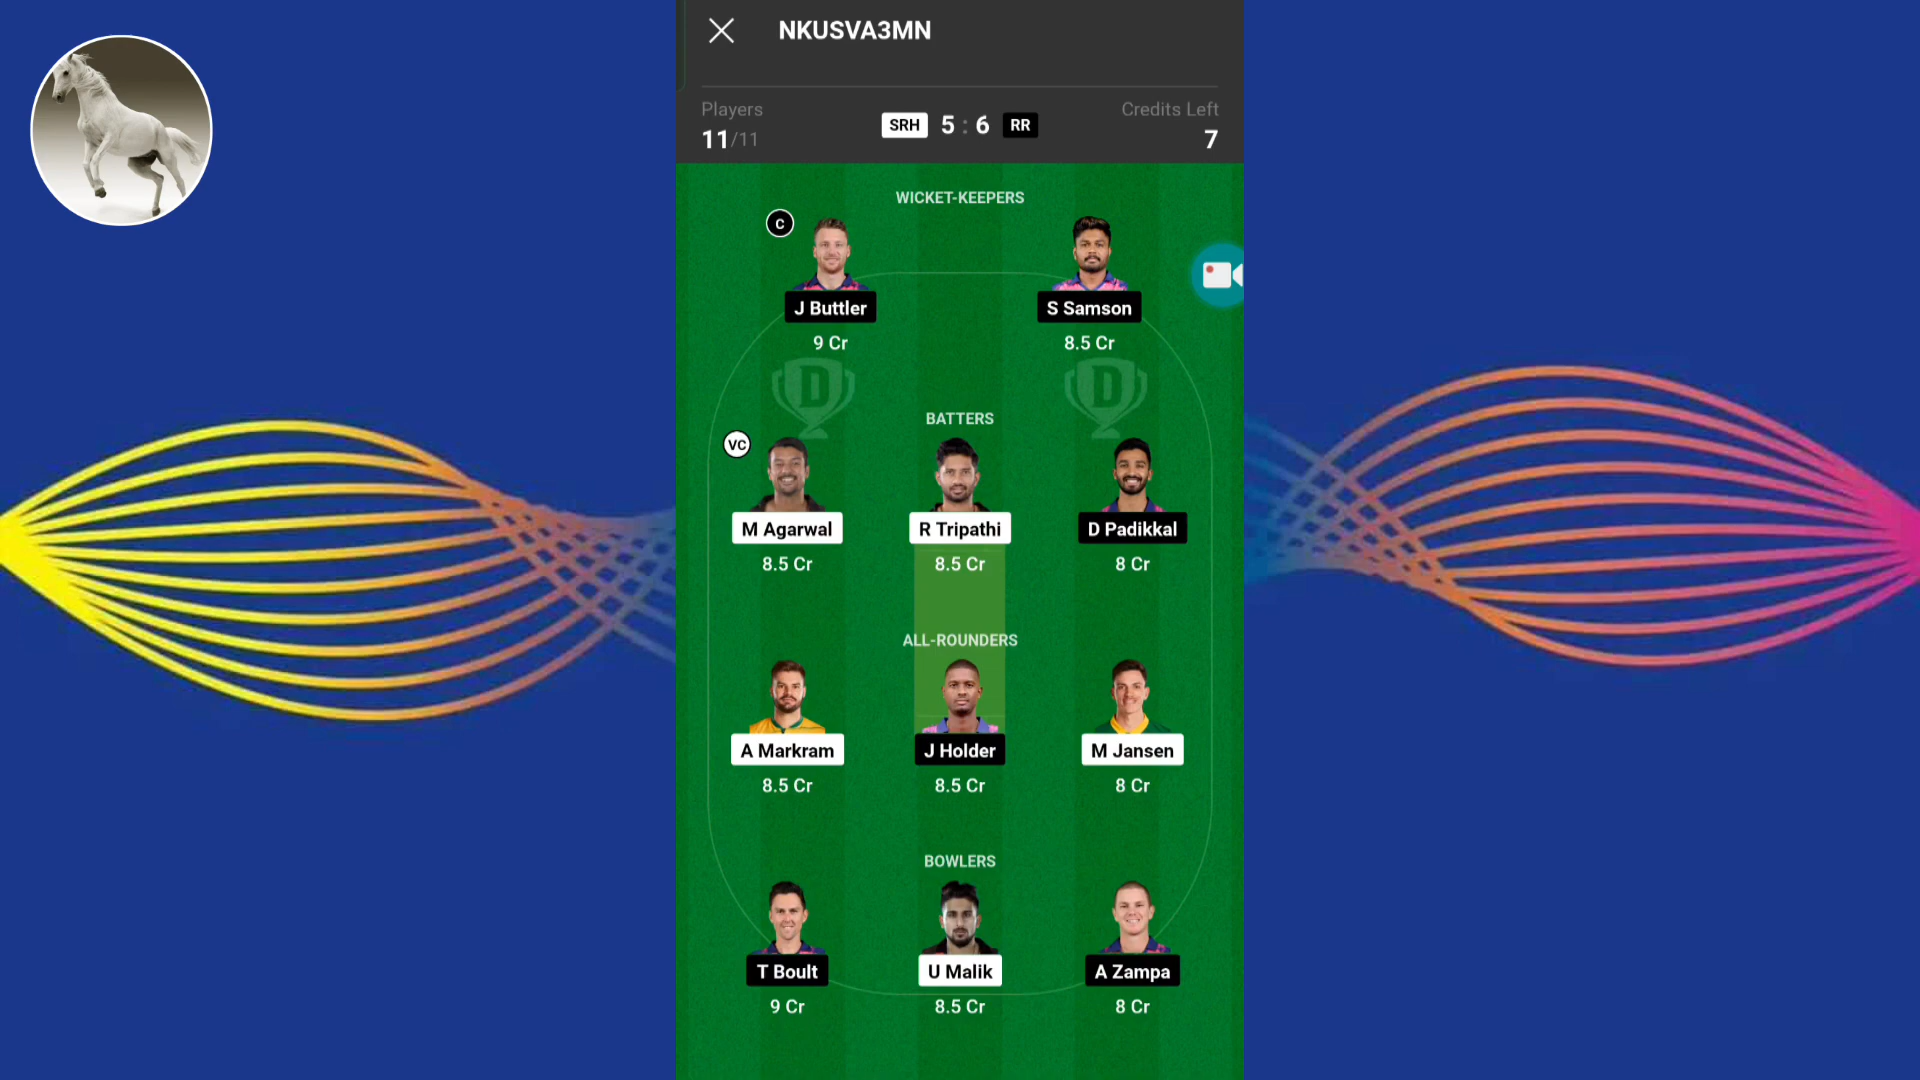 NKUSVA3MN
Players
Credits Left
11/11
SRH 5 : 6 RR
7
WICKET-KEEPERS
C
J Buttler
S Samson
9 Cr
8.5 Cr
D
D
BATTERS
VC
M Agarwal
R Tripathi
D Padikkal
8.5 Cr
8.5 Cr
8 Cr
ALL-ROUNDERS
A Markram
J Holder
M Jansen
8.5 Cr
8.5 Cr
8 Cr
BOWLERS
T Boult
U Malik
A Zampa
9 Cr
8.5 Cr
8 Cr